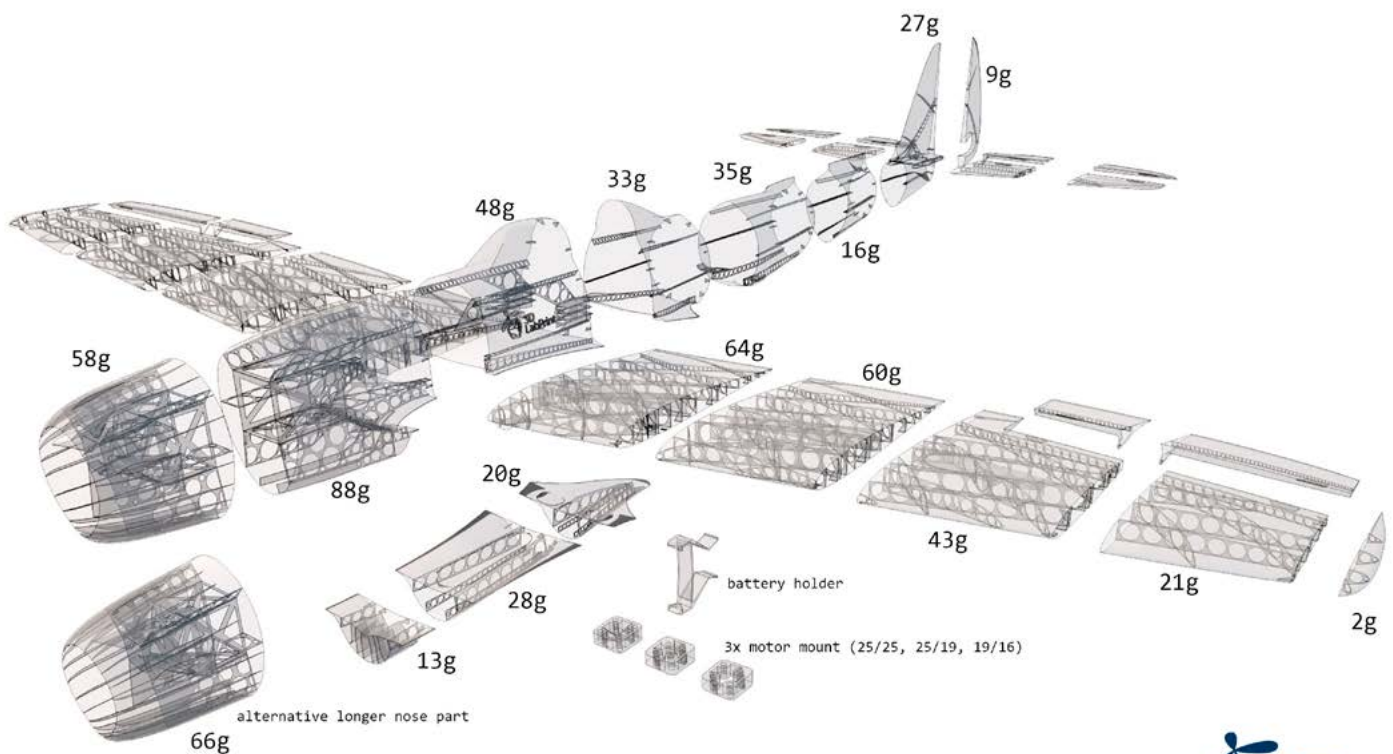 27g
9g
35g
33g
48g
16g
58g
64g
60g
88g
20g
43g
21g
2g
battery holder
28g
13g
3x motor mount (25/25, 25/19, 19/16)
alternative longer nose part
66g